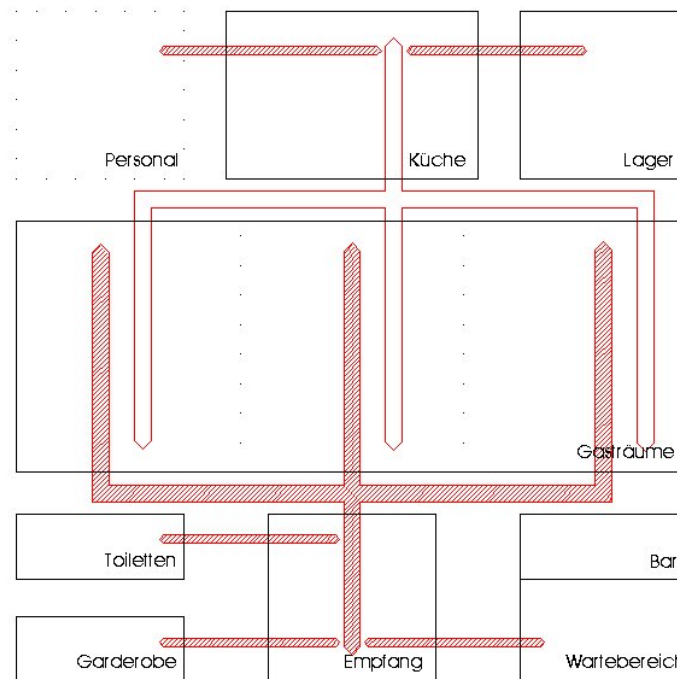 Personal
Küche
Lager
Gasträume
Toiletten
Bar
Garderobe
Empfang
Wartebereich